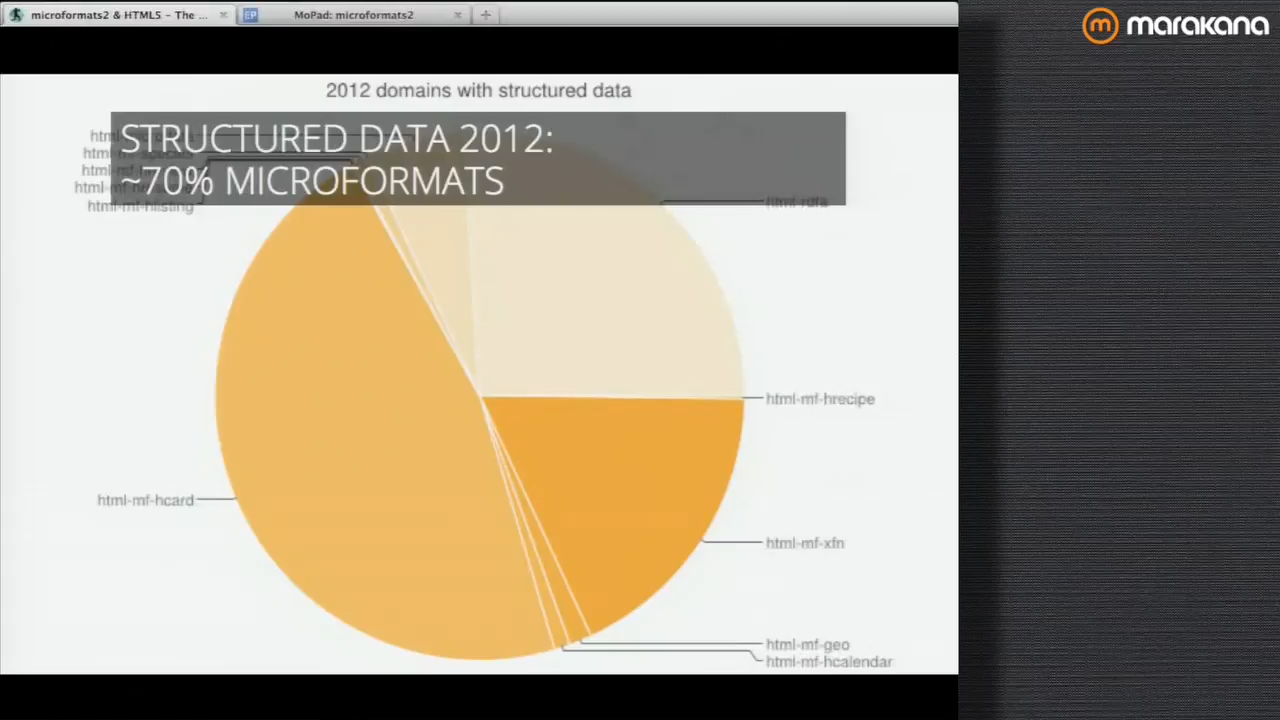 microformats2 & HTML5 - The ...
MoPad: microformats2
marakana
2012 domains with structured data
STRUCTURED DATA 2012:
~70% MICROFORMATS
html-mf-hlisting
html-rdfa
html-mf-hrecipe
html-mf-hcard
html-mf-xfn
html-mf-geo
html-mf-hcalendar